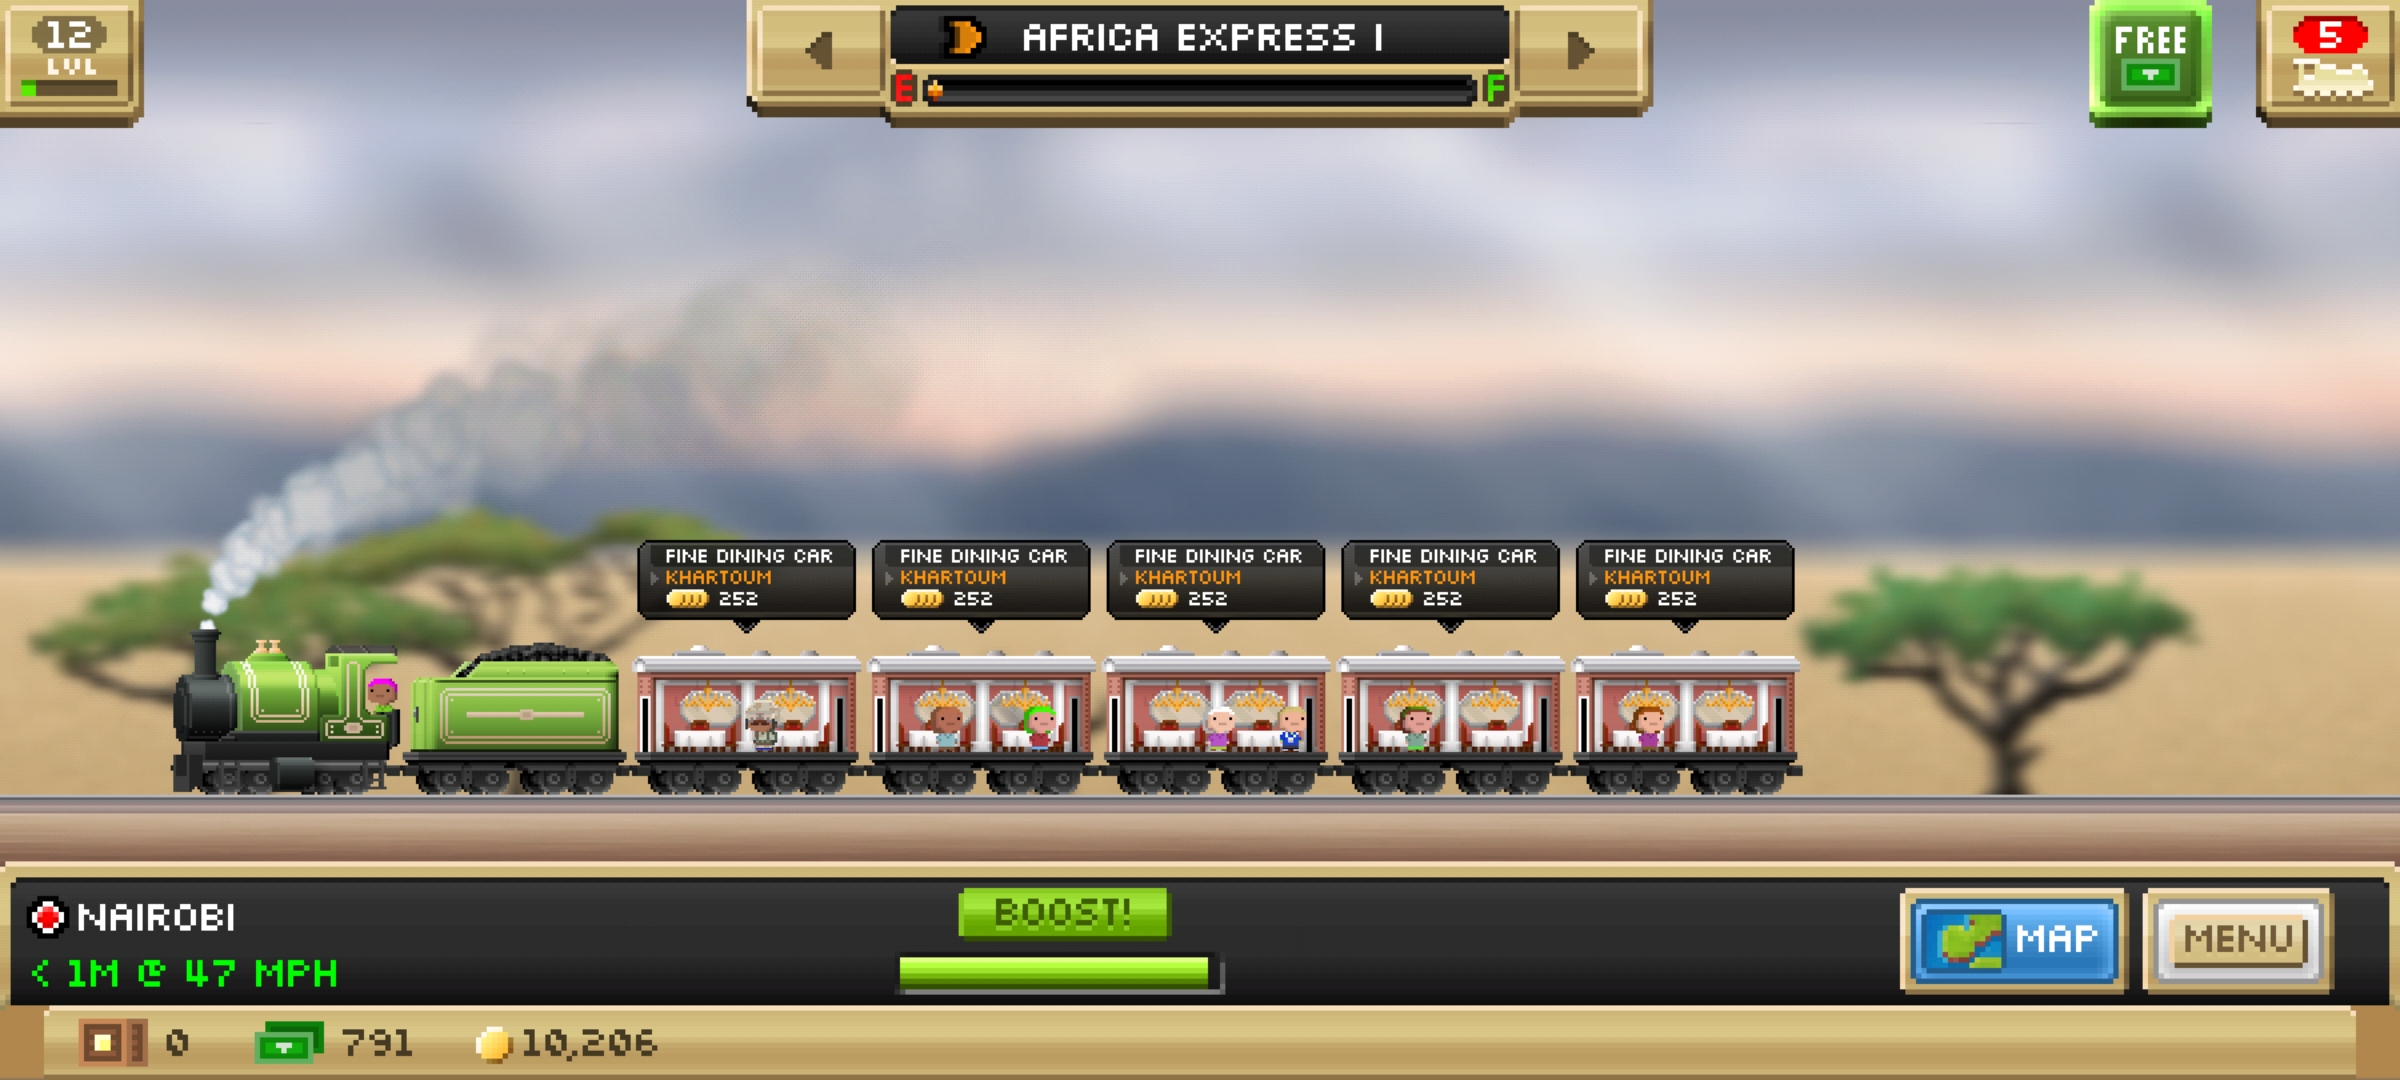 12
LVL
AFRICA EXPRESS I
E
F
FREE
5
FINE DINING CAR
KHARTOUM
252
FINE DINING CAR
KHARTOUM
252
FINE DINING CAR
KHARTOUM
252
FINE DINING CAR
KHARTOUM
252
FINE DINING CAR
KHARTOUM
252
NAIROBI
< 1M @ 47 MPH
BOOST!
MAP
MENU
0
791
10,206